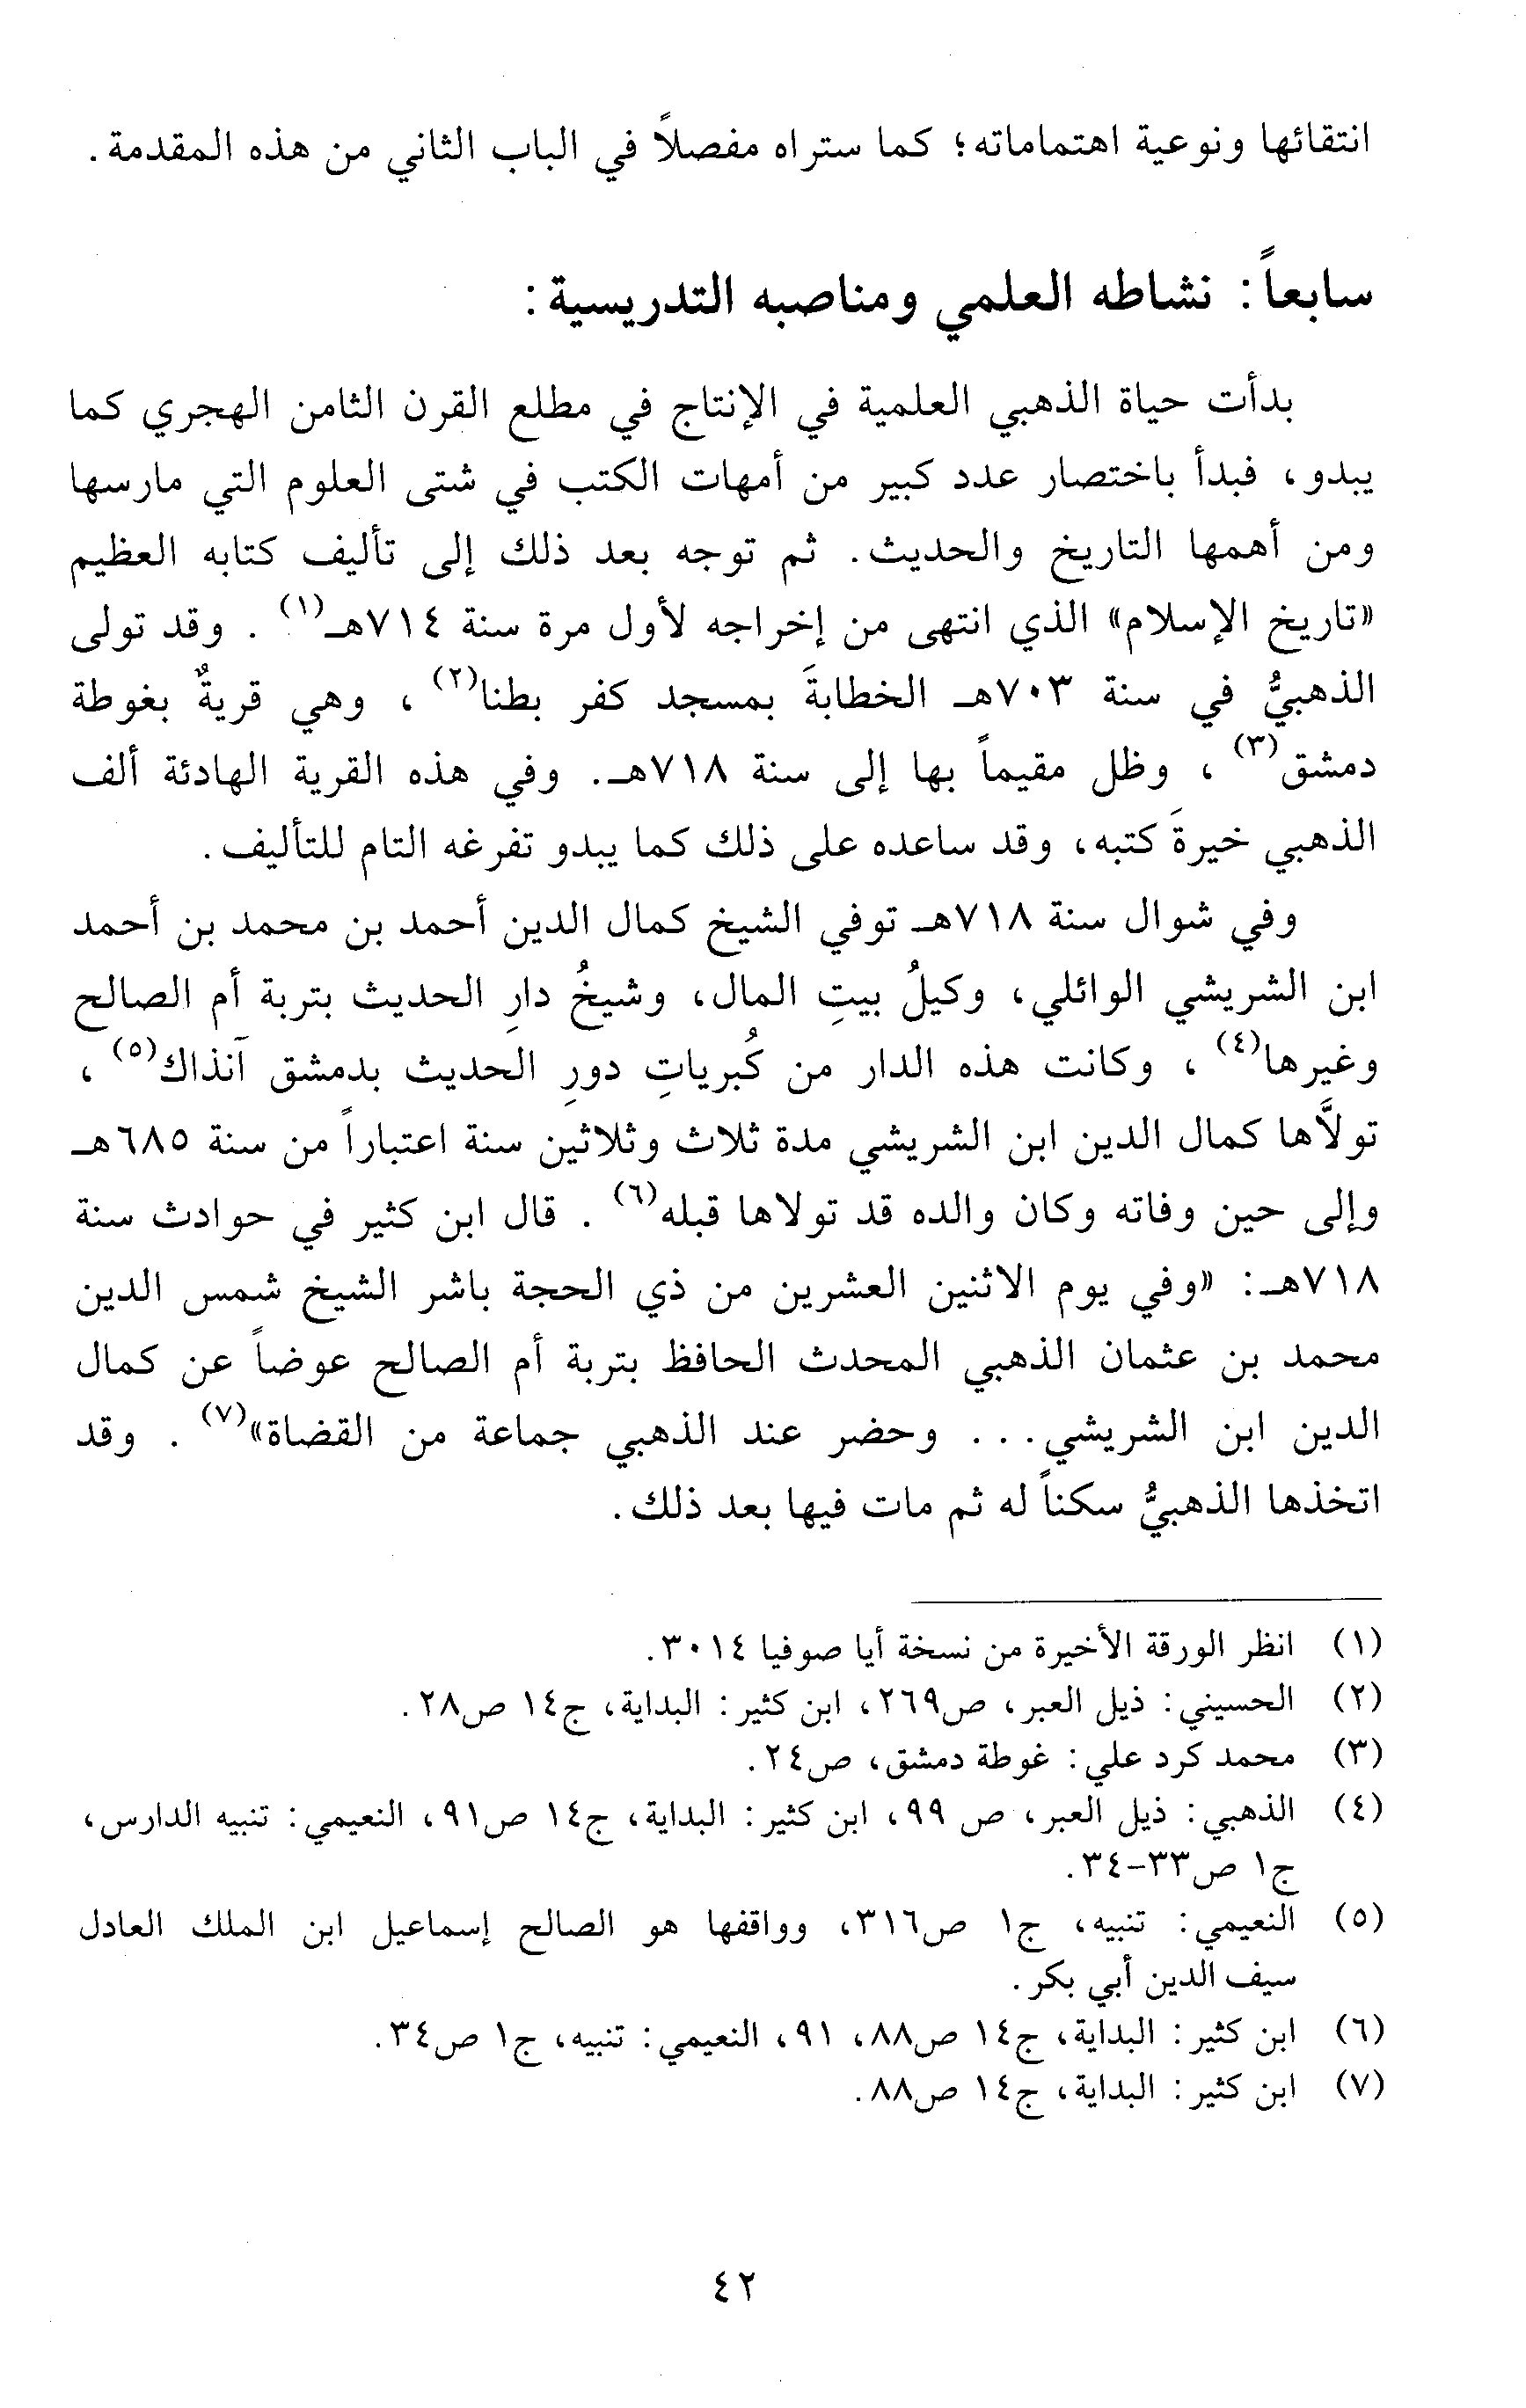 انتقائها ونوعية اهتماماته؛ كما ستراه مفصلاً في الباب الثاني من هذه المقدمة.
سابعاً: نشاطه العلمي ومناصبه التدريسية:
بدأت حياة الذهبي العلمية في الإنتاج في مطلع القرن الثامن الهجري كما
يبدو، فبدأ باختصار عدد كبير من أمهات الكتب في شتى العلوم التي مارسها
ومن أهمها التاريخ والحديث. ثم توجه بعد ذلك إلى تأليف كتابه العظيم
«تاريخ الإسلام» الذي انتهى من إخراجه لأول مرة سنة ٧١٤هـ(١). وقد تولى
الذهبيُّ في سنة ٧٠٣هـ الخطابةَ بمسجد كفر بطنا(٢)، وهي قريةٌ بغوطة
دمشق(٣)، وظل مقيماً بها إلى سنة ٧١٨هـ. وفي هذه القرية الهادئة ألف
الذهبي خيرةَ كتبه، وقد ساعده على ذلك كما يبدو تفرغه التام للتأليف.
وفي شوال سنة ٧١٨هـ توفي الشيخ كمال الدين أحمد بن محمد بن أحمد
ابن الشريشي الوائلي، وكيلُ بيتِ المال، وشيخُ دارِ الحديث بتربة أم الصالح
وغيرها(٤)، وكانت هذه الدار من كُبرياتِ دورِ الحديث بدمشق آنذاك(٥)،
تولاَّها كمال الدين ابن الشريشي مدة ثلاث وثلاثين سنة اعتباراً من سنة ٦٨٥هـ
وإلى حين وفاته وكان والده قد تولاها قبله(٦). قال ابن كثير في حوادث سنة
٧١٨هـ: «وفي يوم الاثنين العشرين من ذي الحجة باشر الشيخ شمس الدين
محمد بن عثمان الذهبي المحدث الحافظ بتربة أم الصالح عوضاً عن كمال
الدين ابن الشريشي... وحضر عند الذهبي جماعة من القضاة»(٧). وقد
اتخذها الذهبيُّ سكناً له ثم مات فيها بعد ذلك.
(١) انظر الورقة الأخيرة من نسخة أيا صوفيا ٣٠١٤.
(٢) الحسيني: ذيل العبر، ص٢٦٩، ابن كثير: البداية، ج١٤ ص٢٨.
(٣) محمد كرد علي: غوطة دمشق، ص٢٤.
(٤) الذهبي: ذيل العبر، ص ٩٩، ابن كثير: البداية، ج١٤ ص٩١، النعيمي: تنبيه الدارس،
ج١ ص٣٣-٣٤.
(٥) النعيمي: تنبيه، ج١ ص٣١٦، وواقفها هو الصالح إسماعيل ابن الملك العادل
سيف الدين أبي بكر.
(٦) ابن كثير: البداية، ج١٤ ص٨٨، ٩١، النعيمي: تنبيه، ج١ ص٣٤.
(٧) ابن كثير: البداية، ج١٤ ص٨٨.
٤٢